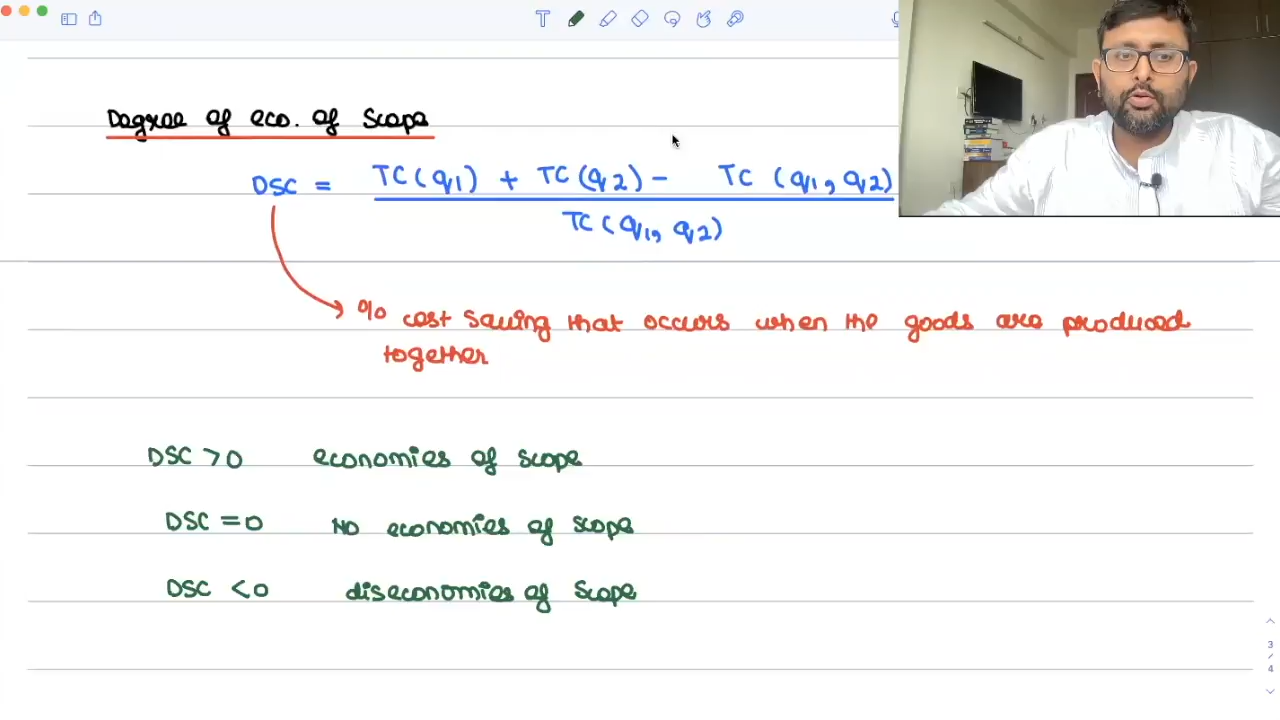 Degree of eco. of Scope
DSC = TC(q1) + TC(q2) - TC (q1, q2)
TC (q1, q2)
% cost saving that occurs when the goods are produced
together
DSC > 0 economies of scope
DSC = 0 No economies of scope
DSC < 0 diseconomies of scope
3
/
4